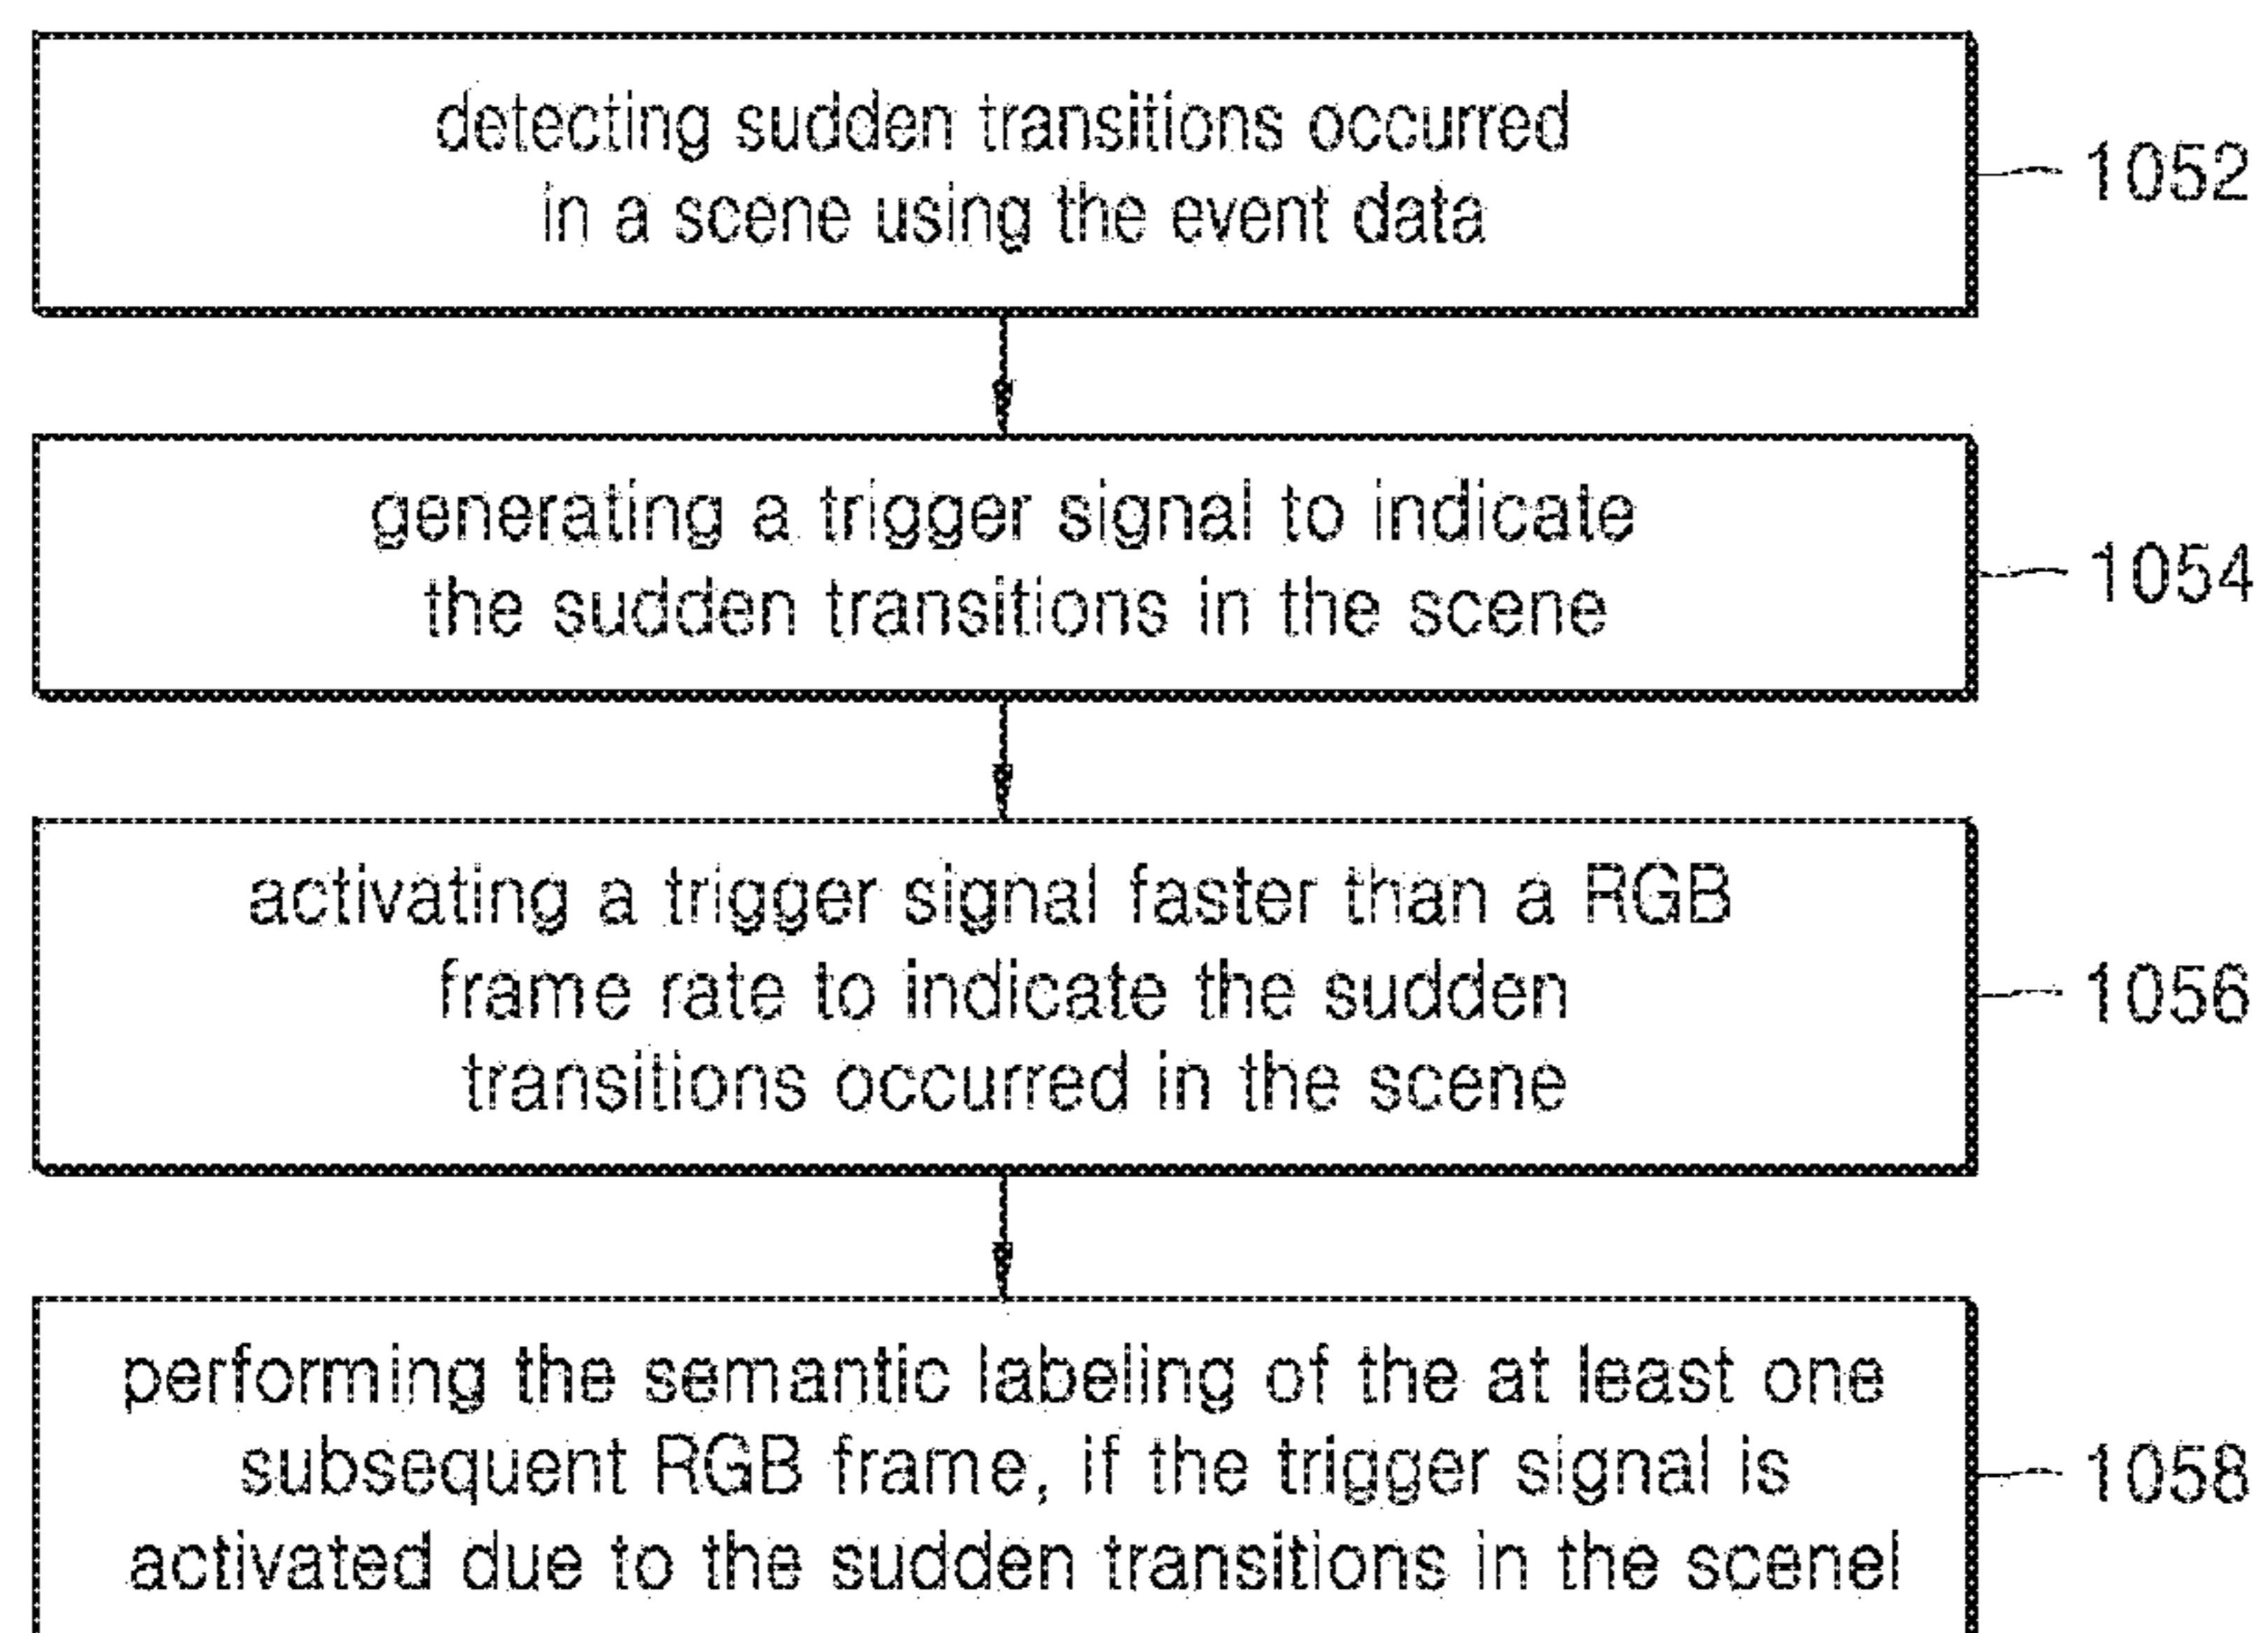 detecting sudden transitions occurred
in a scene using the event data
1052
generating a trigger signal to indicate
the sudden transitions in the scene
1054
activating a trigger signal faster than a RGB
frame rate to indicate the sudden
transitions occurred in the scene
1056
performing the semantic labeling of the at least one
subsequent RGB frame, if the trigger signal is
activated due to the sudden transitions in the scenel
1058